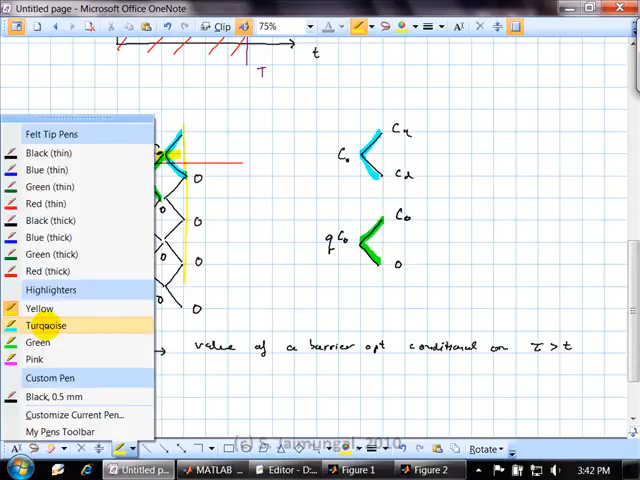 Untitled page - Microsoft OneNote
Clip
75%
t
T
Felt Tip Pens
Black (thin)
Blue (thin)
Green (thin)
Red (thin)
Black (thick)
Blue (thick)
Green (thick)
Red (thick)
Highlighters
Yellow
Turquoise
Green
Pink
Custom Pen
Black, 0.5 mm
Customize Current Pen...
My Pens Toolbar
0
0
0
0
0
0
0
C₀
Cu
Cd
q C₀
C₀
0
value of a barrier opt conditional on τ > t
(c) S. Jaimungal, 2010
Rotate
Untitled p...
MATLAB
Editor - D:...
Figure 1
Figure 2
3:42 PM